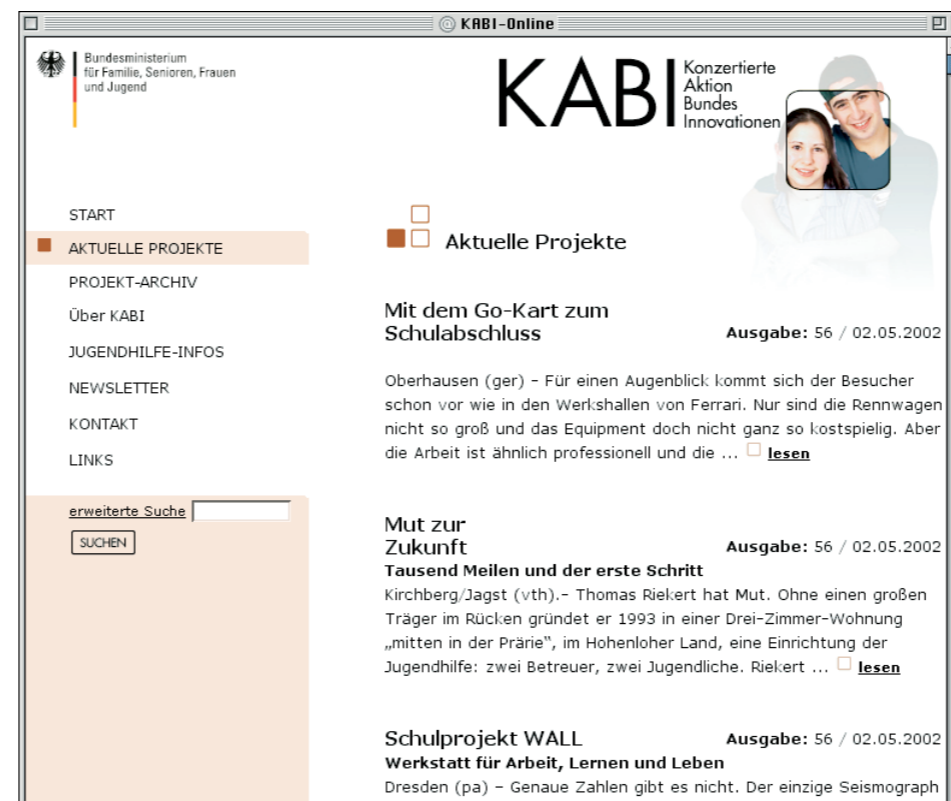 KABI-Online
Bundesministerium
für Familie, Senioren, Frauen
und Jugend
KABI
Konzertierte
Aktion
Bundes
Innovationen
START
AKTUELLE PROJEKTE
PROJEKT-ARCHIV
Über KABI
JUGENDHILFE-INFOS
NEWSLETTER
KONTAKT
LINKS
erweiterte Suche
SUCHEN
Aktuelle Projekte
Mit dem Go-Kart zum
Schulabschluss
Ausgabe: 56 / 02.05.2002
Oberhausen (ger) – Für einen Augenblick kommt sich der Besucher
schon vor wie in den Werkshallen von Ferrari. Nur sind die Rennwagen
nicht so groß und das Equipment doch nicht ganz so kostspielig. Aber
die Arbeit ist ähnlich professionell und die ... lesen
Mut zur
Zukunft
Ausgabe: 56 / 02.05.2002
Tausend Meilen und der erste Schritt
Kirchberg/Jagst (vth).– Thomas Riekert hat Mut. Ohne einen großen
Träger im Rücken gründet er 1993 in einer Drei-Zimmer-Wohnung
„mitten in der Prärie“, im Hohenloher Land, eine Einrichtung der
Jugendhilfe: zwei Betreuer, zwei Jugendliche. Riekert ... lesen
Schulprojekt WALL
Ausgabe: 56 / 02.05.2002
Werkstatt für Arbeit, Lernen und Leben
Dresden (pa) – Genaue Zahlen gibt es nicht. Der einzige Seismograph